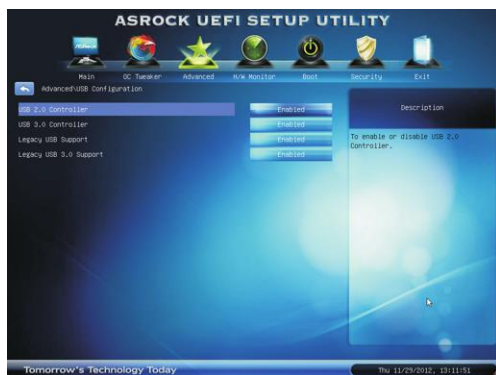 ASROCK UEFI SETUP UTILITY
Main OC Tweaker Advanced H/W Monitor Boot Security Exit
Advanced\USB Configuration
USB 2.0 Controller Enabled
USB 3.0 Controller Enabled
Legacy USB Support Enabled
Legacy USB 3.0 Support Enabled
Description
To enable or disable USB 2.0
Controller.
Tomorrow's Technology Today
Thu 11/29/2012, 13:11:51